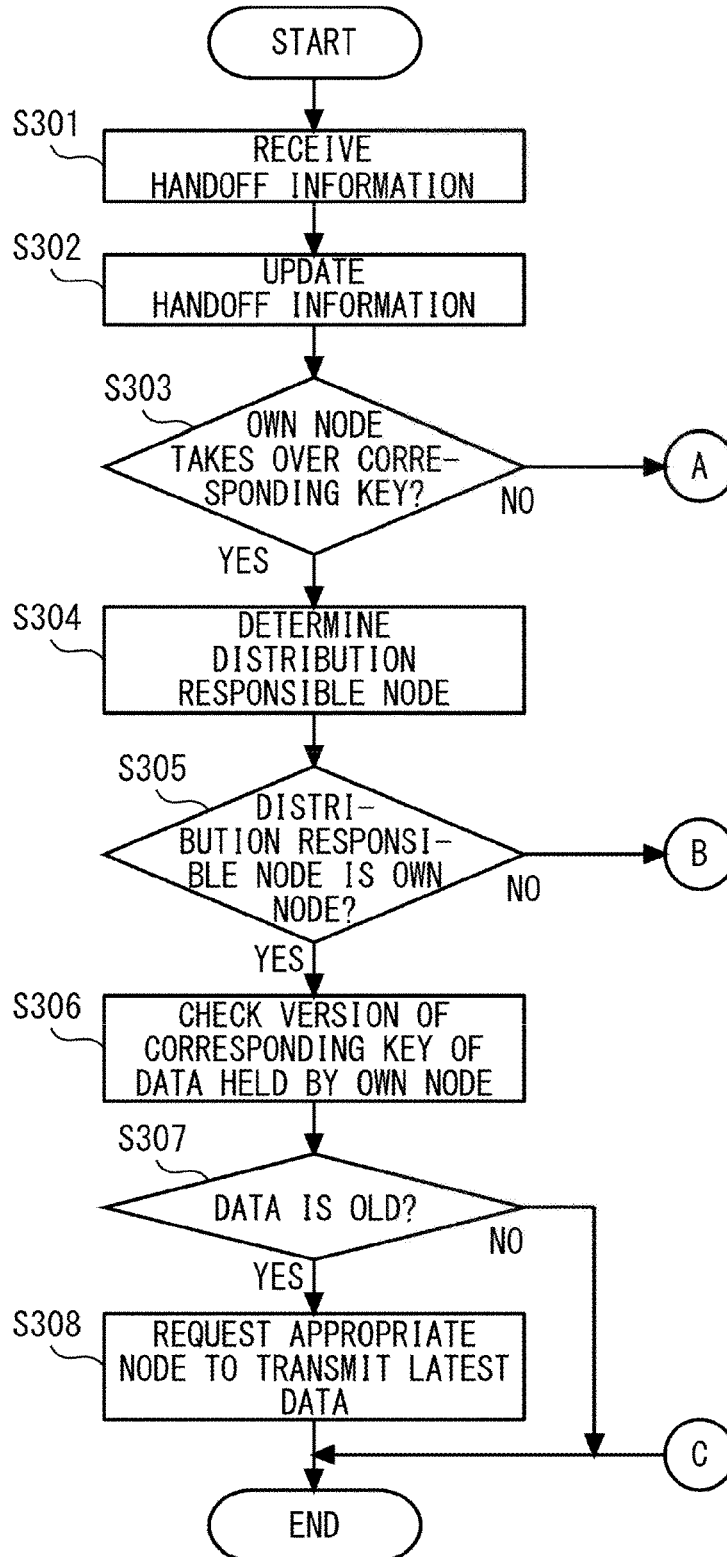 START
S301
RECEIVE
HANDOFF INFORMATION
S302
UPDATE
HANDOFF INFORMATION
S303
OWN NODE
TAKES OVER CORRE-
SPONDING KEY?
NO
A
YES
S304
DETERMINE
DISTRIBUTION
RESPONSIBLE NODE
S305
DISTRI-
BUTION RESPONSI-
BLE NODE IS OWN
NODE?
NO
B
YES
S306
CHECK VERSION OF
CORRESPONDING KEY OF
DATA HELD BY OWN NODE
S307
DATA IS OLD?
NO
YES
S308
REQUEST APPROPRIATE
NODE TO TRANSMIT LATEST
DATA
C
END